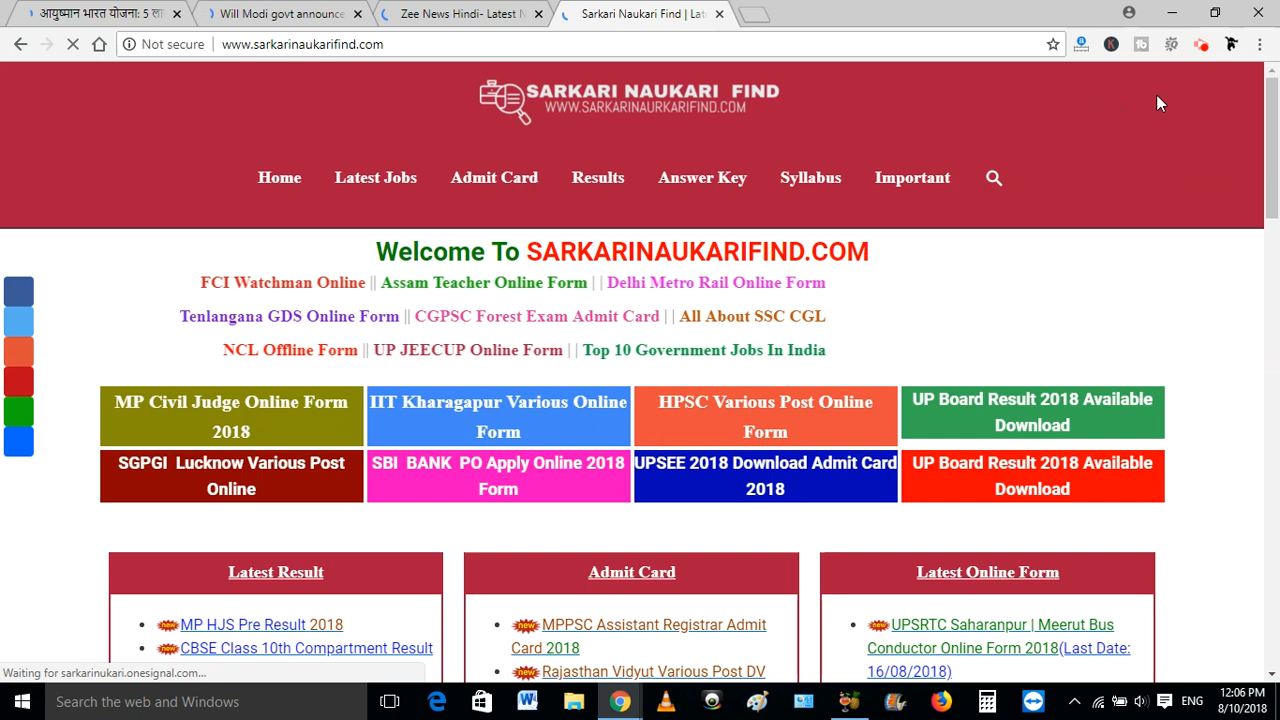 आयुष्मान भारत योजना: 5 ला
Will Modi govt announce
Zee News Hindi- Latest N
Sarkari Naukari Find | Late
Not secure
www.sarkarinaukarifind.com
SARKARI NAUKARI FIND
WWW.SARKARINAURKARIFIND.COM
Home
Latest Jobs
Admit Card
Results
Answer Key
Syllabus
Important
Welcome To SARKARINAUKARIFIND.COM
FCI Watchman Online || Assam Teacher Online Form | | Delhi Metro Rail Online Form
Tenlangana GDS Online Form || CGPSC Forest Exam Admit Card | | All About SSC CGL
NCL Offline Form || UP JEECUP Online Form | | Top 10 Government Jobs In India
MP Civil Judge Online Form
2018
IIT Kharagapur Various Online
Form
HPSC Various Post Online
Form
UP Board Result 2018 Available
Download
SGPGI Lucknow Various Post
Online
SBI BANK PO Apply Online 2018
Form
UPSEE 2018 Download Admit Card
2018
UP Board Result 2018 Available
Download
Latest Result
new MP HJS Pre Result 2018
new CBSE Class 10th Compartment Result
Admit Card
new MPPSC Assistant Registrar Admit
Card 2018
new Rajasthan Vidyut Various Post DV
Latest Online Form
new UPSRTC Saharanpur | Meerut Bus
Conductor Online Form 2018(Last Date:
16/08/2018)
Waiting for sarkarinukari.onesignal.com...
Search the web and Windows
ENG
12:06 PM
8/10/2018